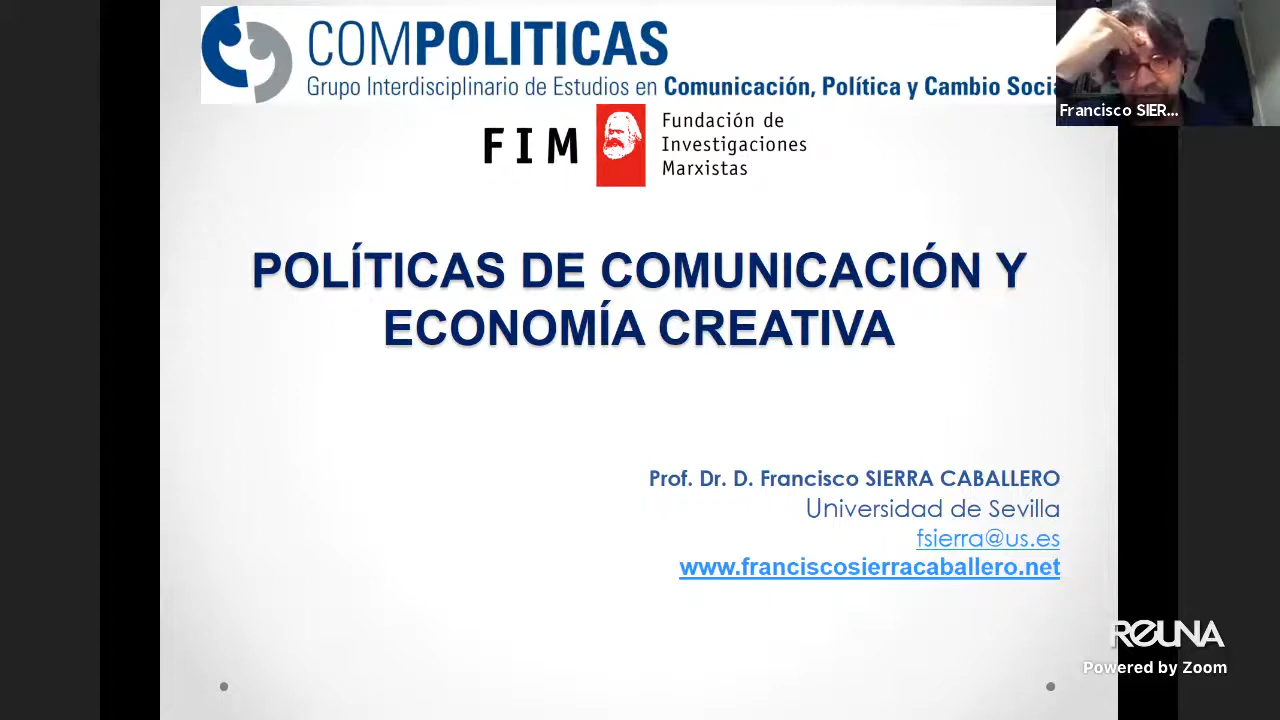 COMPOLITICAS
Grupo Interdisciplinario de Estudios en Comunicación, Política y Cambio Socia
Francisco SIER...
FIM
Fundación de
Investigaciones
Marxistas
POLÍTICAS DE COMUNICACIÓN Y
ECONOMÍA CREATIVA
Prof. Dr. D. Francisco SIERRA CABALLERO
Universidad de Sevilla
fsierra@us.es
www.franciscosierracaballero.net
REUNA
Powered by Zoom